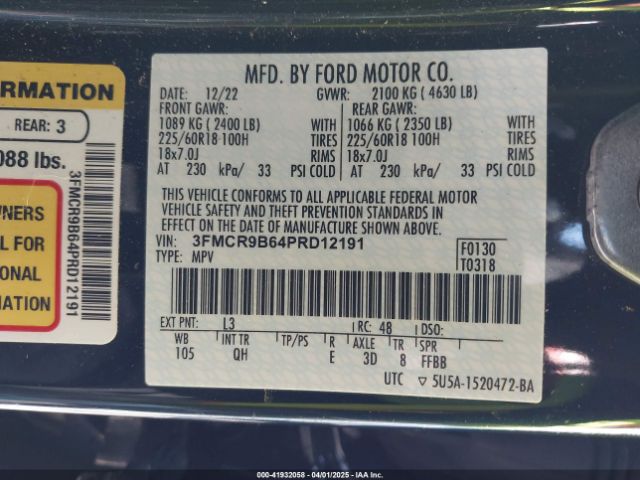 RMATION
REAR: 3
088 lbs.
WNERS
L FOR
TIONAL
MATION
3FMCR9B64PRD12191
MFD. BY FORD MOTOR CO.
DATE: 12/22 GVWR: 2100 KG ( 4630 LB)
FRONT GAWR: REAR GAWR:
1089 KG ( 2400 LB) WITH 1066 KG ( 2350 LB) WITH
225/60R18 100H TIRES 225/60R18 100H TIRES
18x7.0J RIMS 18x7.0J RIMS
AT 230 kPa/ 33 PSI COLD AT 230 kPa/ 33 PSI COLD
THIS VEHICLE CONFORMS TO ALL APPLICABLE FEDERAL MOTOR
VEHICLE SAFETY AND THEFT PREVENTION STANDARDS IN
EFFECT ON THE DATE OF MANUFACTURE SHOWN ABOVE.
VIN: 3FMCR9B64PRD12191
TYPE: MPV
F0130
T0318
EXT PNT: L3 RC: 48 DSO:
WB INT TR TP/PS R AXLE TR SPR
105 QH E 3D 8 FFBB
UTC ▽ 5U5A-1520472-BA
000-41932058 - 04/01/2025 - IAA Inc.